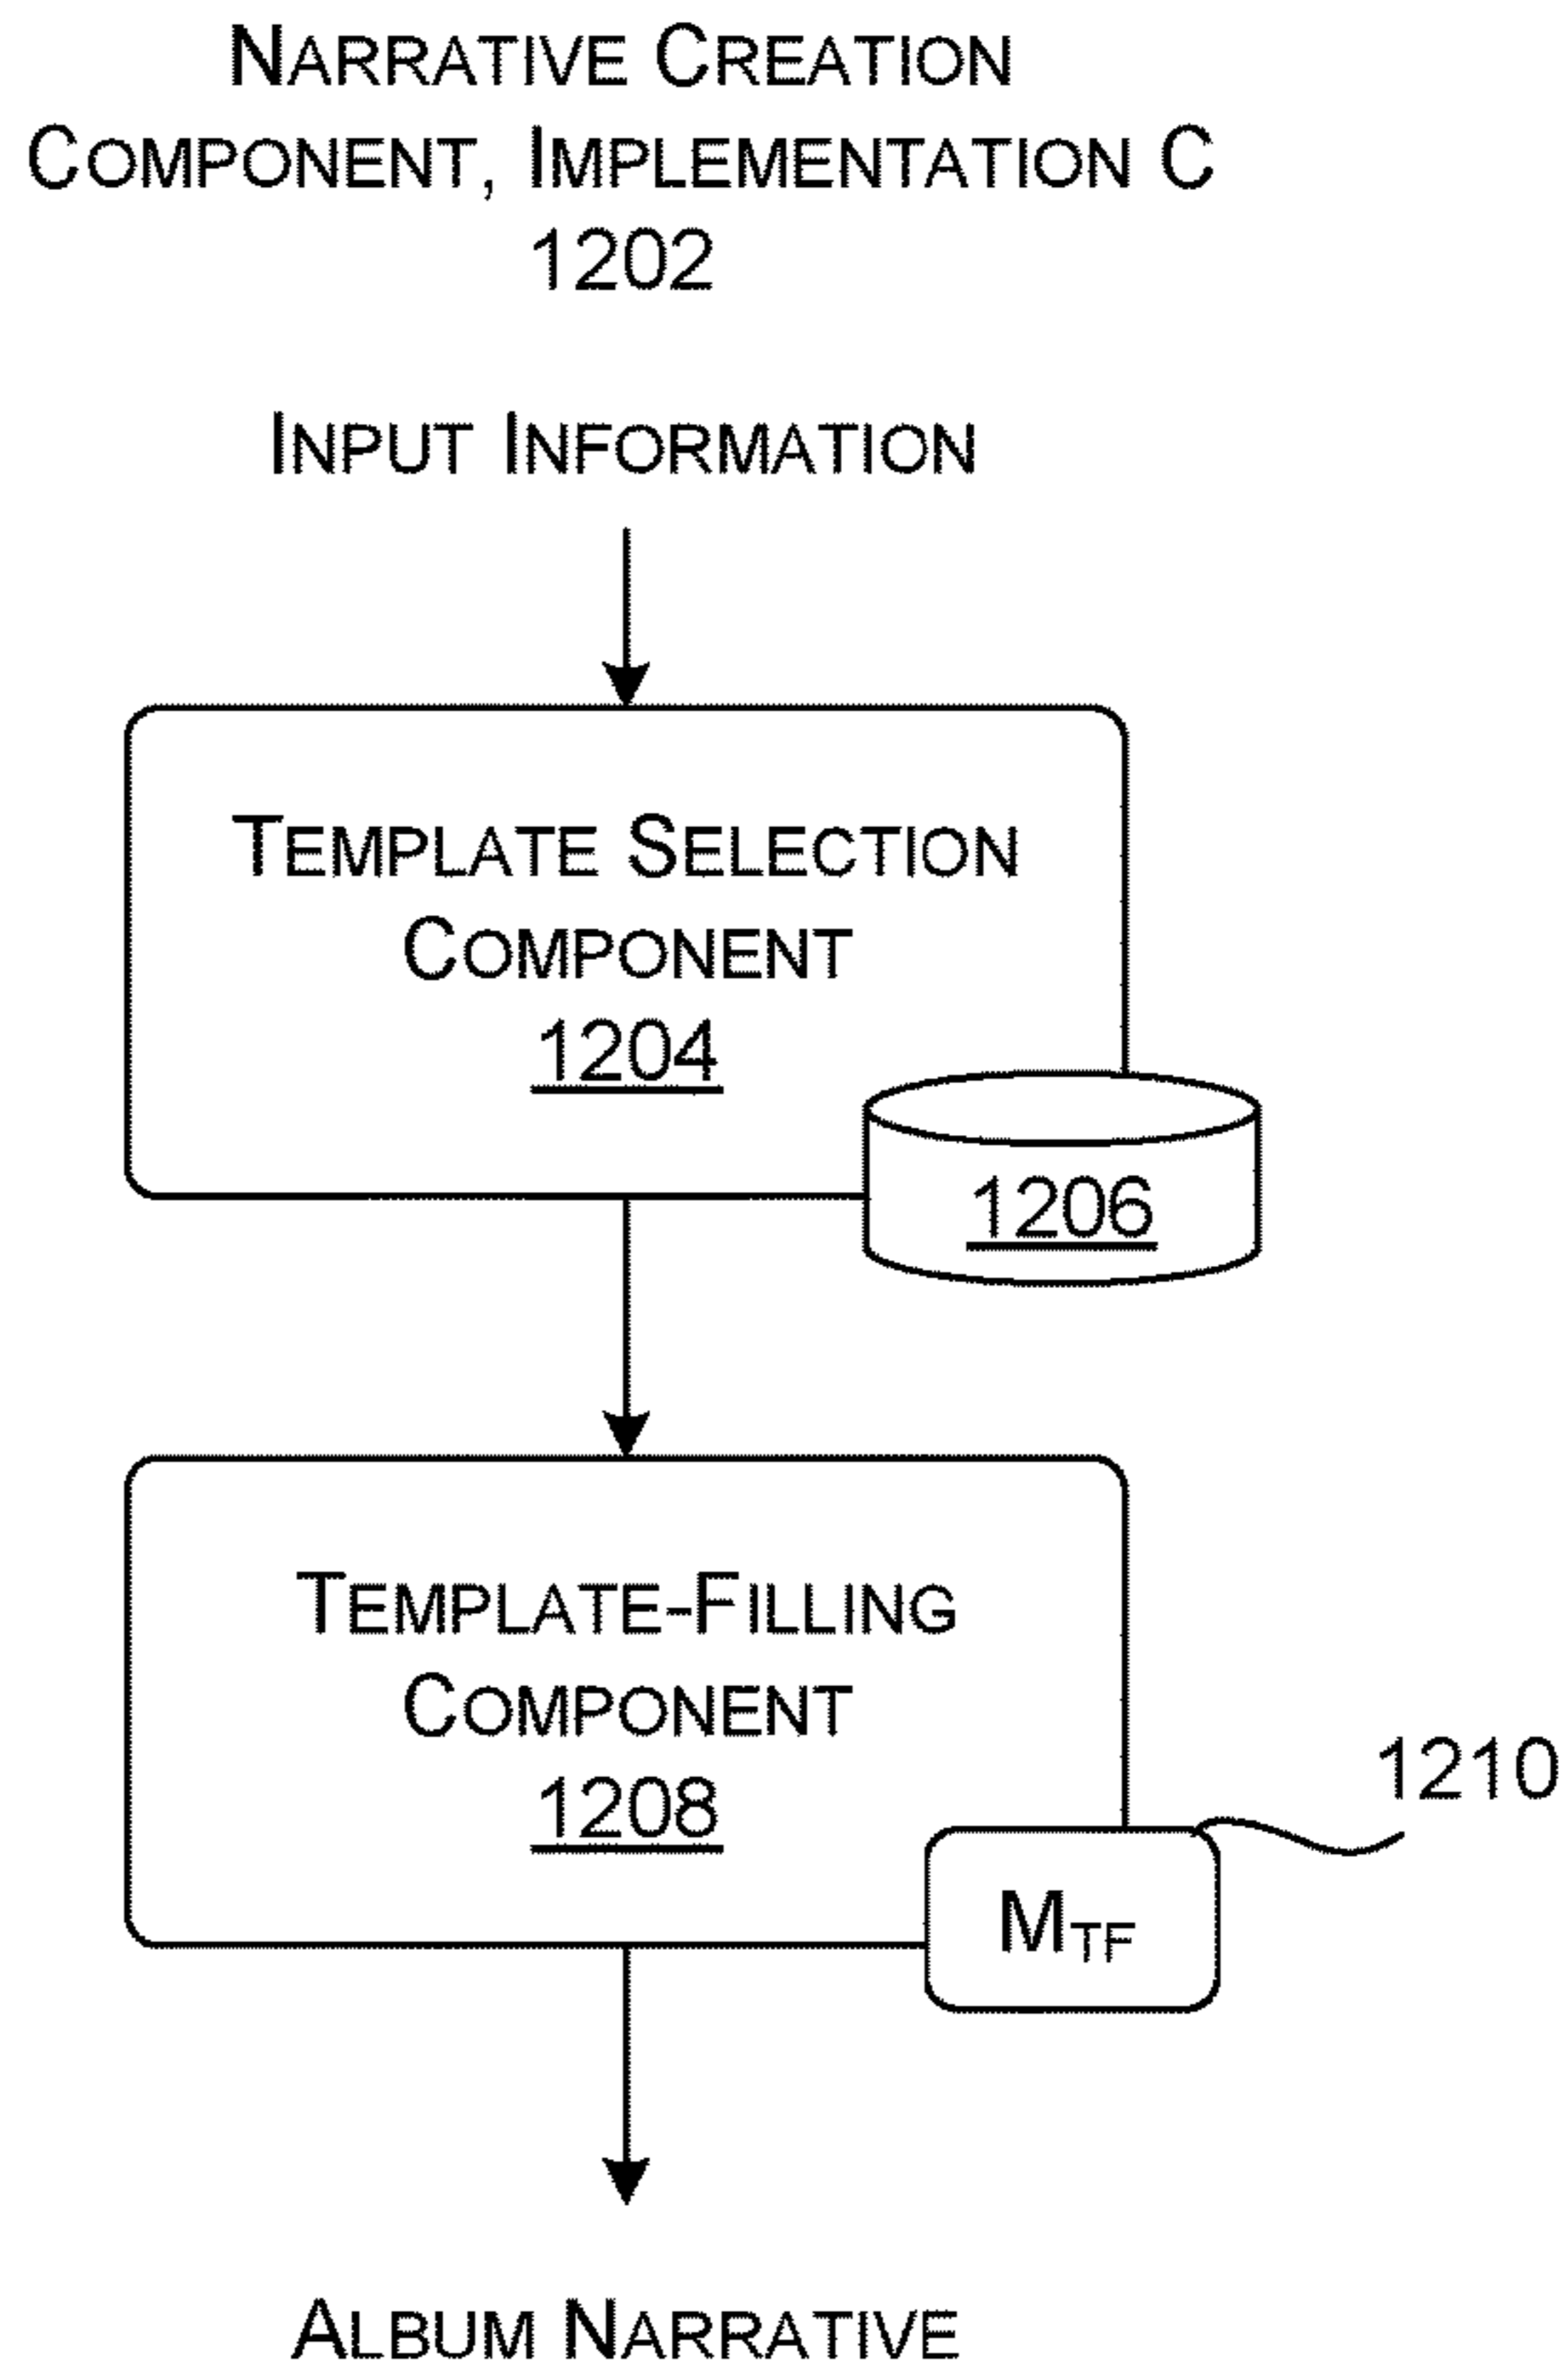 NARRATIVE CREATION
COMPONENT, IMPLEMENTATION C
1202
INPUT INFORMATION
TEMPLATE SELECTION
COMPONENT
1204
1206
TEMPLATE-FILLING
COMPONENT
1208
1210
MTF
ALBUM NARRATIVE